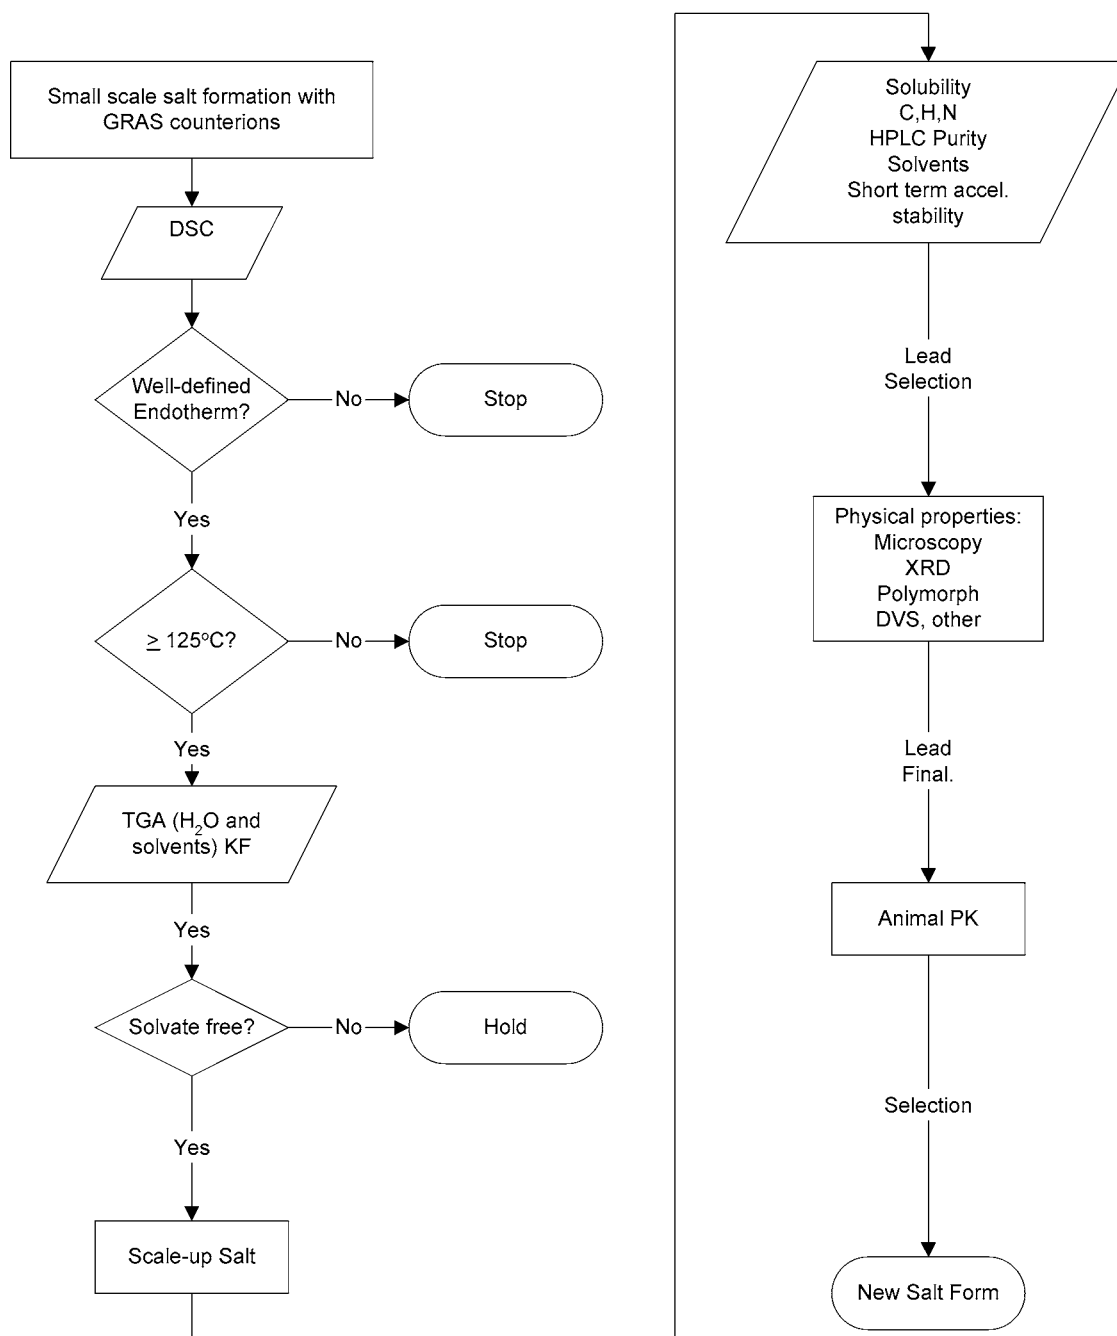 Small scale salt formation with
GRAS counterions
DSC
Well-defined
Endotherm?
No
Stop
Yes
≥ 125°C?
No
Stop
Yes
TGA (H₂O and
solvents) KF
Yes
Solvate free?
No
Hold
Yes
Scale-up Salt
Solubility
C,H,N
HPLC Purity
Solvents
Short term accel.
stability
Lead
Selection
Physical properties:
Microscopy
XRD
Polymorph
DVS, other
Lead
Final.
Animal PK
Selection
New Salt Form